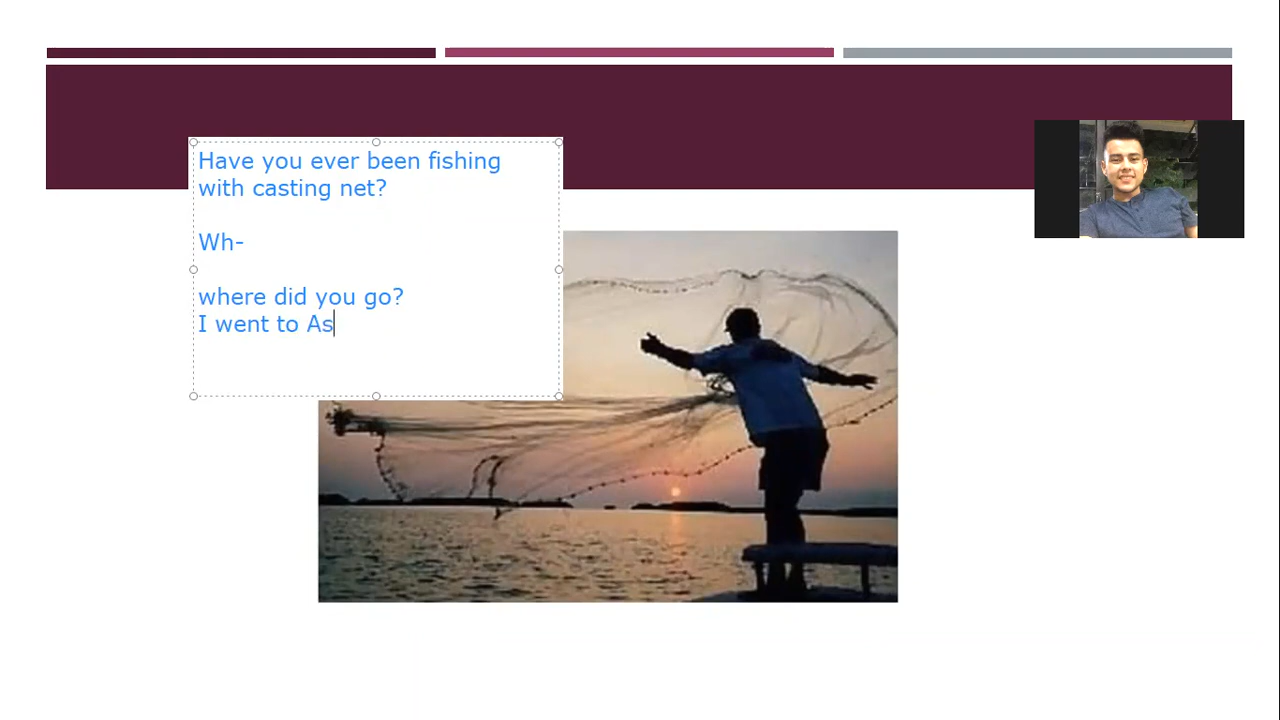 Have you ever been fishing
with casting net?
Wh-
where did you go?
I went to As